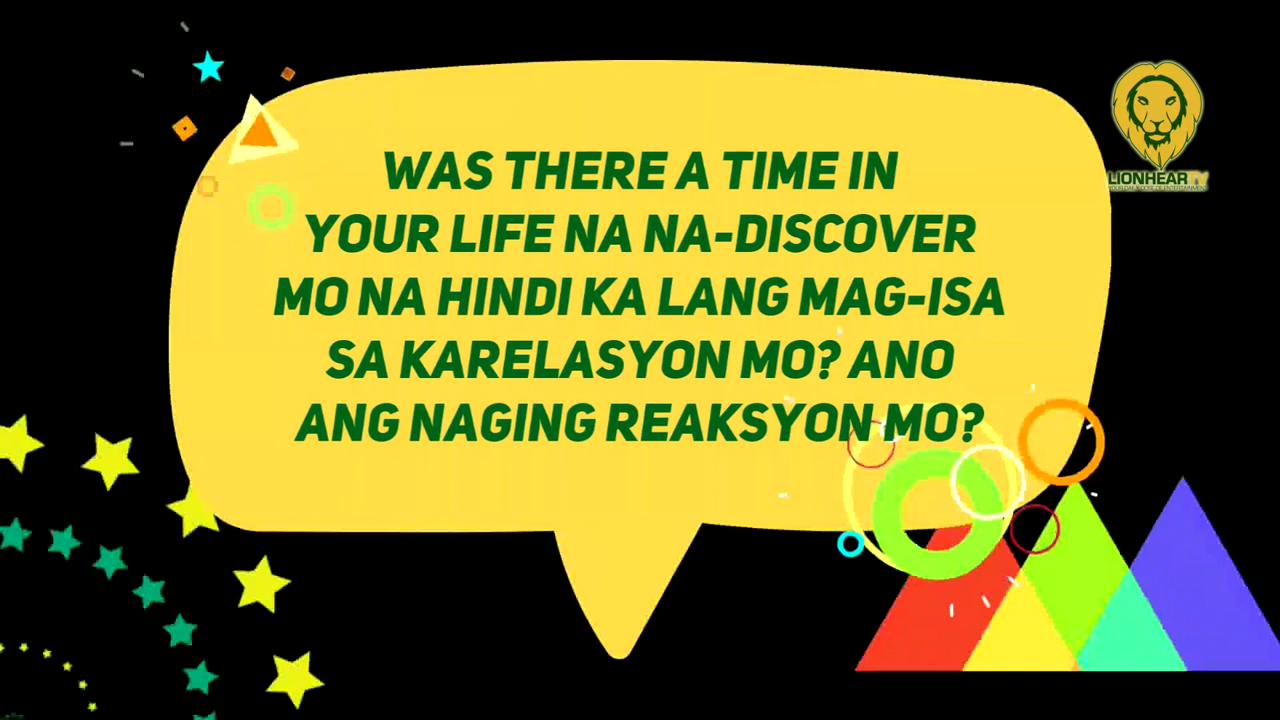 WAS THERE A TIME IN
YOUR LIFE NA NA-DISCOVER
MO NA HINDI KA LANG MAG-ISA
SA KARELASYON MO? ANO
ANG NAGING REAKSYON MO?
LIONHEARTV